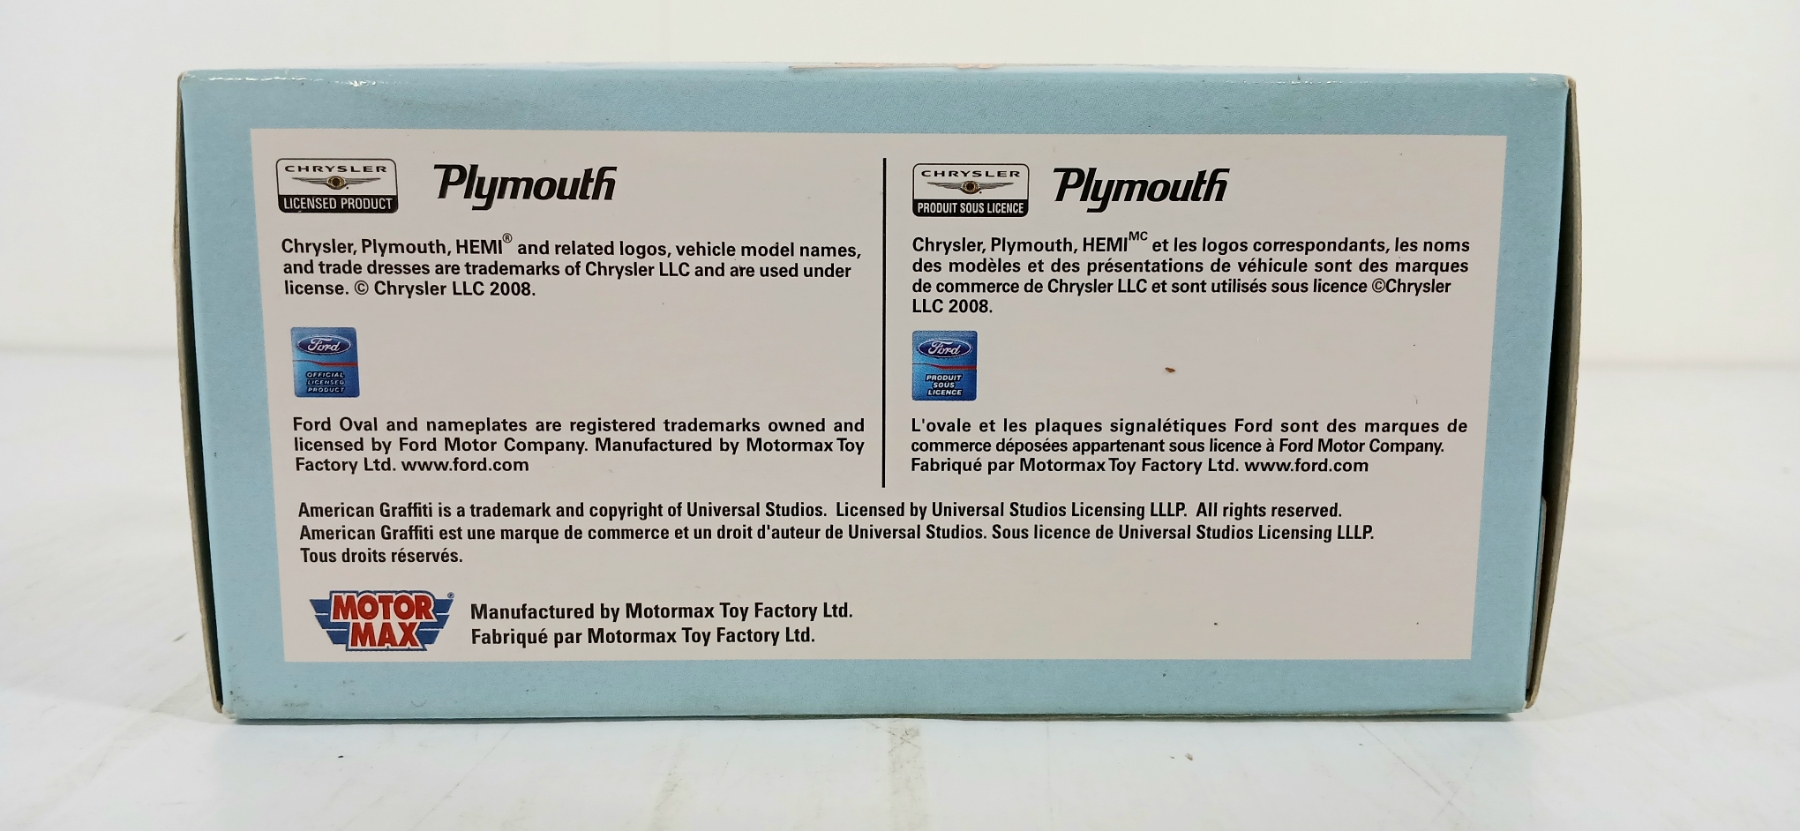 CHRYSLER
LICENSED PRODUCT
Plymouth
Chrysler, Plymouth, HEMI® and related logos, vehicle model names,
and trade dresses are trademarks of Chrysler LLC and are used under
license. © Chrysler LLC 2008.
Ford
OFFICIAL
LICENSED
PRODUCT
Ford Oval and nameplates are registered trademarks owned and
licensed by Ford Motor Company. Manufactured by Motormax Toy
Factory Ltd. www.ford.com
CHRYSLER
PRODUIT SOUS LICENCE
Plymouth
Chrysler, Plymouth, HEMI MC et les logos correspondants, les noms
des modèles et des présentations de véhicule sont des marques
de commerce de Chrysler LLC et sont utilisés sous licence ©Chrysler
LLC 2008.
Ford
PRODUIT
SOUS
LICENCE
L'ovale et les plaques signalétiques Ford sont des marques de
commerce déposées appartenant sous licence à Ford Motor Company.
Fabriqué par Motormax Toy Factory Ltd. www.ford.com
American Graffiti is a trademark and copyright of Universal Studios. Licensed by Universal Studios Licensing LLLP. All rights reserved.
American Graffiti est une marque de commerce et un droit d'auteur de Universal Studios. Sous licence de Universal Studios Licensing LLLP.
Tous droits réservés.
MOTOR
MAX®
Manufactured by Motormax Toy Factory Ltd.
Fabriqué par Motormax Toy Factory Ltd.